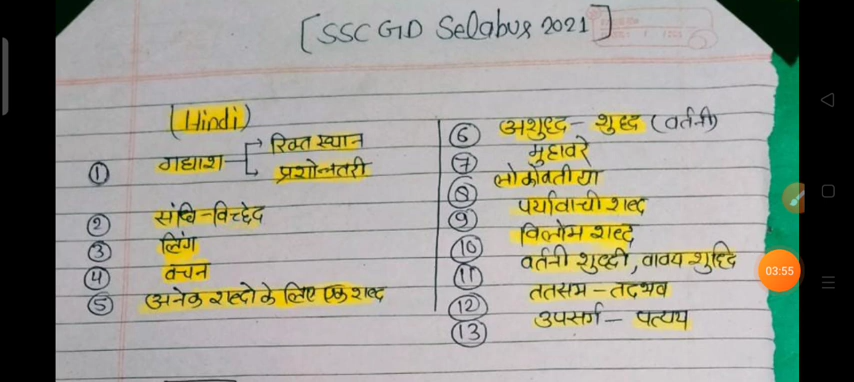 [SSC GD Selabus 2021]
(Hindi)
① गद्यांश → रिक्त स्थान
→ प्रशोनतरी
② संधि-विच्छेद
③ लिंग
④ वचन
⑤ अनेक शब्दो के लिए एक शब्द
⑥ अशुद्ध - शुद्ध (वर्तनी)
⑦ मुहावरे
⑧ लोकोक्तीया
⑨ पर्यावाची शब्द
⑩ विलोम शब्द
⑪ वर्तनी शुद्धी, वाक्य-शुद्धि
⑫ ततसम - तदभव
⑬ उपसर्ग - पत्यय
03:55